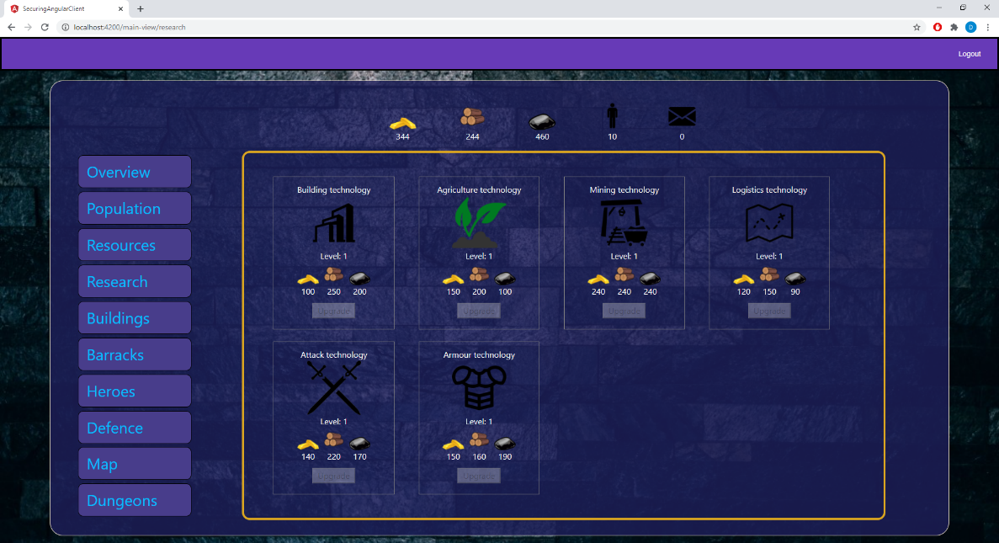 SecuringAngularClient
localhost:4200/main-view/research
D
Logout
344 244 460 10 0
Overview
Population
Resources
Research
Buildings
Barracks
Heroes
Defence
Map
Dungeons
Building technology
Level: 1
100 250 200
Upgrade
Agriculture technology
Level: 1
150 200 100
Upgrade
Mining technology
Level: 1
240 240 240
Upgrade
Logistics technology
Level: 1
120 150 90
Upgrade
Attack technology
Level: 1
140 220 170
Upgrade
Armour technology
Level: 1
150 160 190
Upgrade